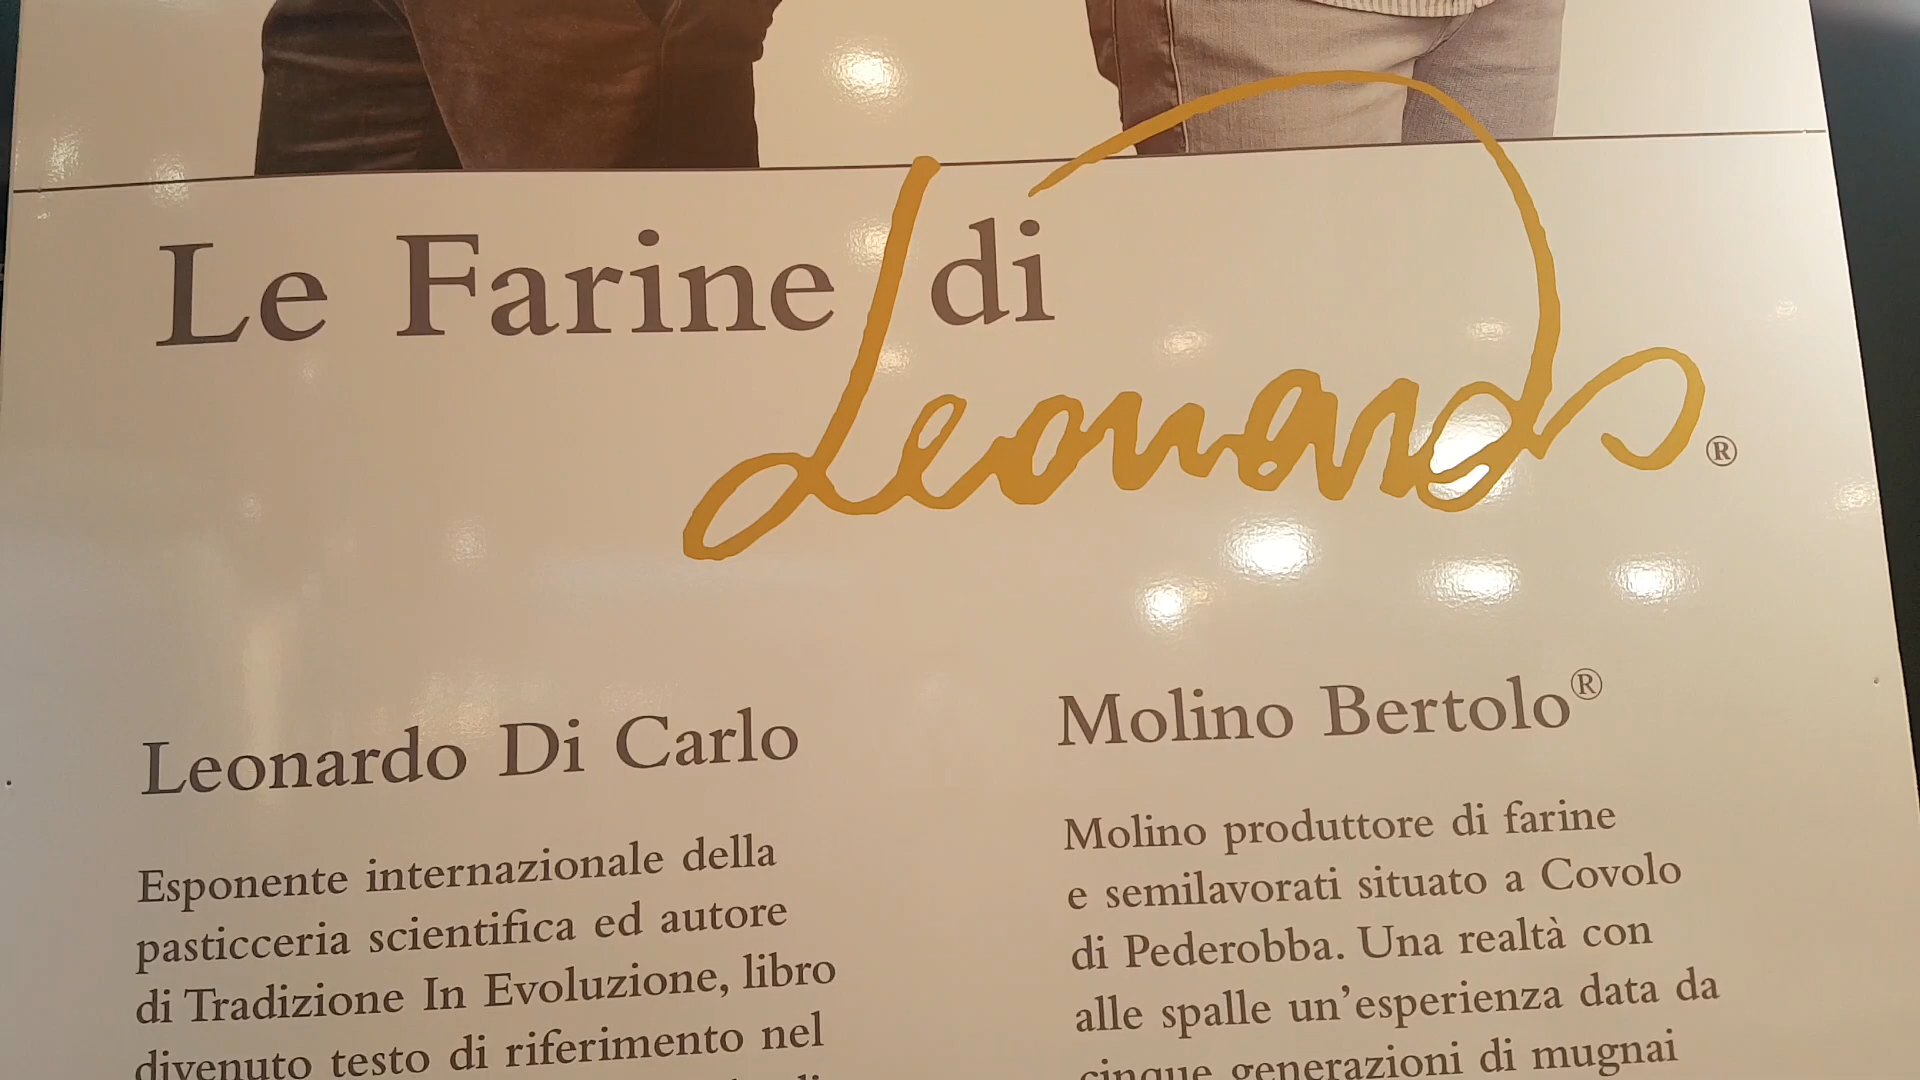 Le Farine di
Leonardo®
Leonardo Di Carlo
Esponente internazionale della
pasticceria scientifica ed autore
di Tradizione In Evoluzione, libro
divenuto testo di riferimento nel
Molino Bertolo®
Molino produttore di farine
e semilavorati situato a Covolo
di Pederobba. Una realtà con
alle spalle un'esperienza data da
cinque generazioni di mugnai